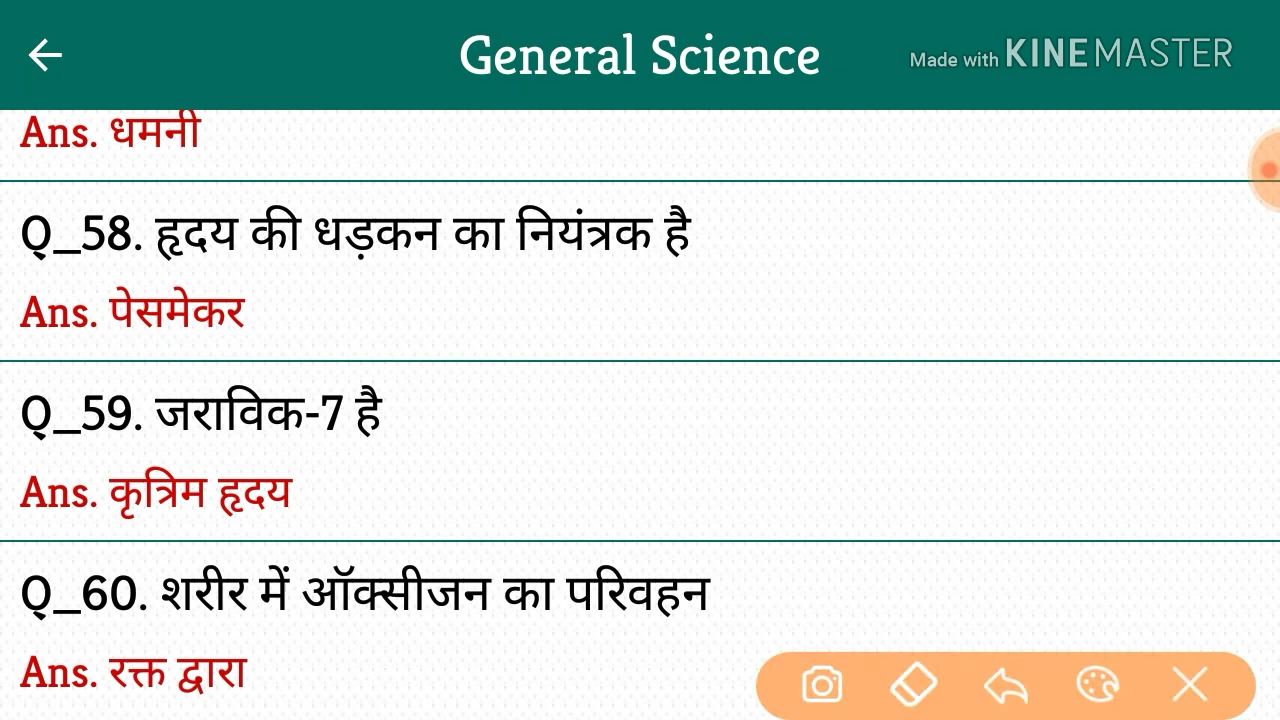 General Science
Made with KINEMASTER
Ans. धमनी
Q_58. हृदय की धड़कन का नियंत्रक है
Ans. पेसमेकर
Q_59. जराविक-7 है
Ans. कृत्रिम हृदय
Q_60. शरीर में ऑक्सीजन का परिवहन
Ans. रक्त द्वारा